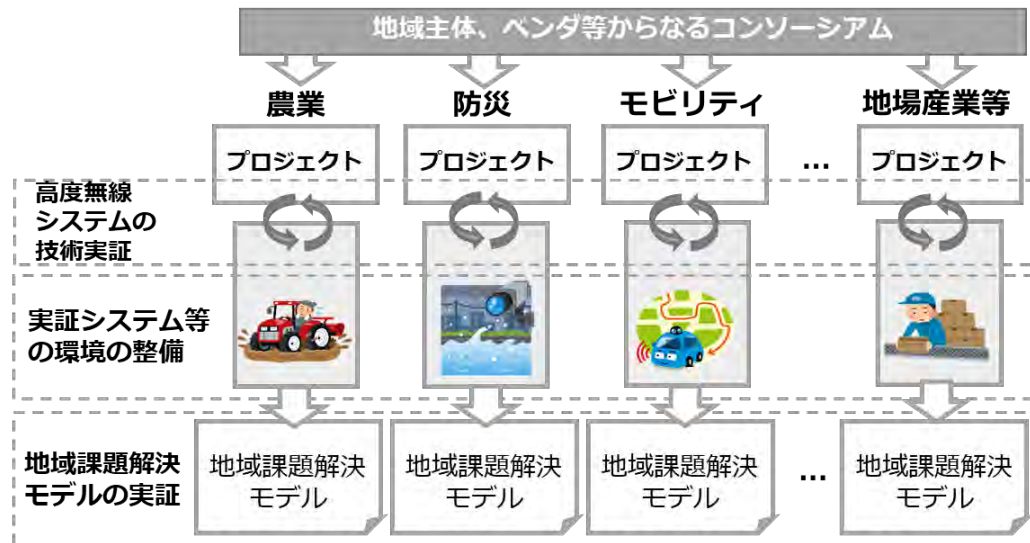 地域主体、ベンダ等からなるコンソーシアム
農業
防災
モビリティ
地場産業等
プロジェクト
プロジェクト
プロジェクト
...
プロジェクト
高度無線
システムの
技術実証
実証システム等
の環境の整備
地域課題解決
モデルの実証
地域課題解決
モデル
地域課題解決
モデル
地域課題解決
モデル
...
地域課題解決
モデル